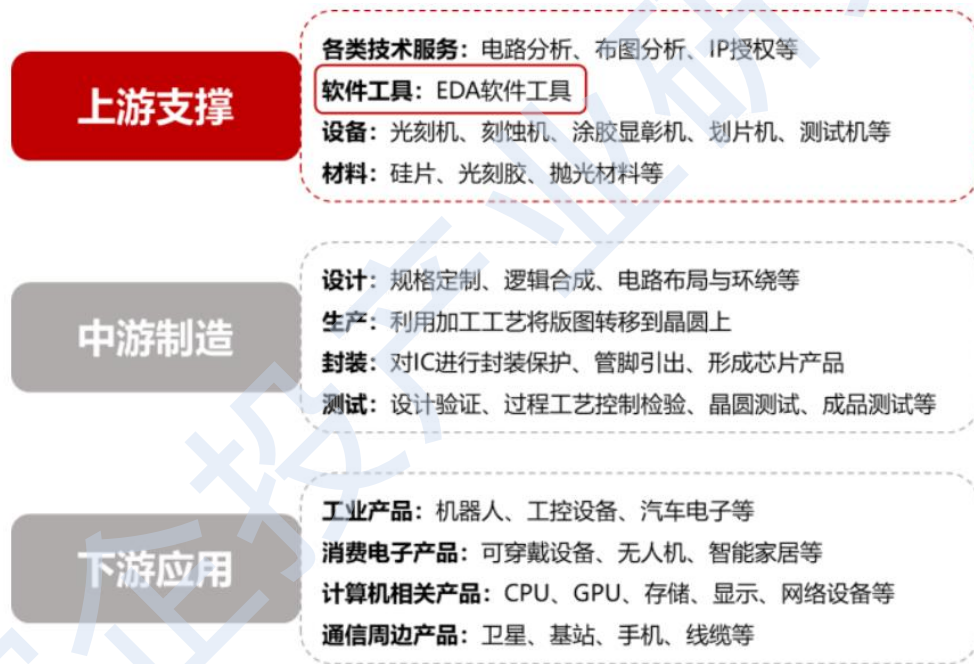 上游支撑
各类技术服务：电路分析、布图分析、IP授权等
软件工具：EDA软件工具
设备：光刻机、刻蚀机、涂胶显彰机、划片机、测试机等
材料：硅片、光刻胶、抛光材料等
中游制造
设计：规格定制、逻辑合成、电路布局与环绕等
生产：利用加工工艺将版图转移到晶圆上
封装：对IC进行封装保护、管脚引出、形成芯片产品
测试：设计验证、过程工艺控制检验、晶圆测试、成品测试等
下游应用
工业产品：机器人、工控设备、汽车电子等
消费电子产品：可穿戴设备、无人机、智能家居等
计算机相关产品：CPU、GPU、存储、显示、网络设备等
通信周边产品：卫星、基站、手机、线缆等
企投产业研